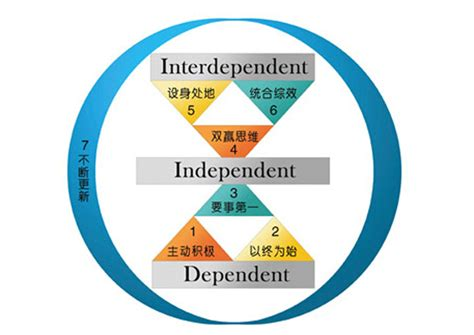 Interdependent
设身处地
5
统合综效
6
双赢思维
4
Independent
3
要事第一
1
主动积极
2
以终为始
Dependent
7 不断更新